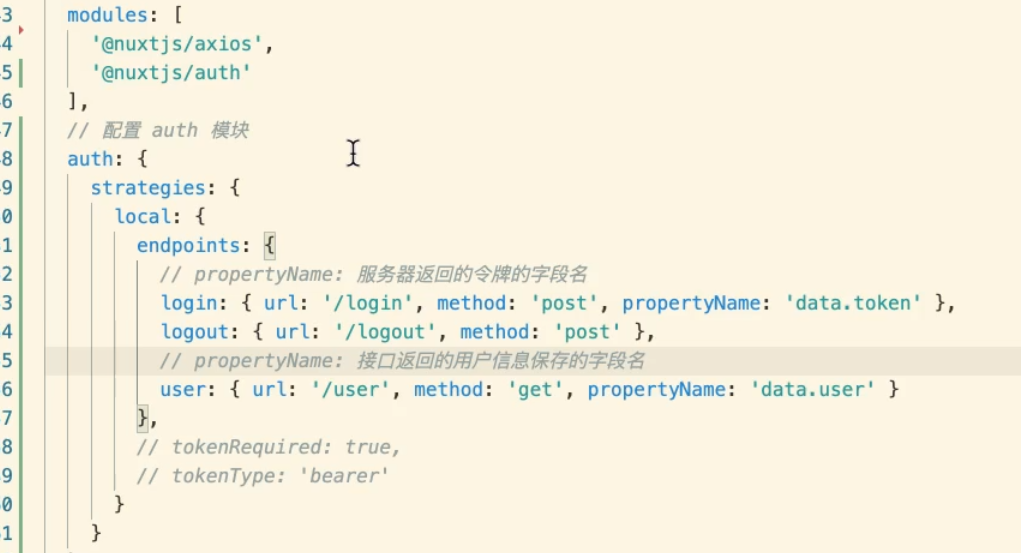 3 modules: [
4 '@nuxtjs/axios',
5 '@nuxtjs/auth'
6 ],
7 // 配置 auth 模块
8 auth: {
9 strategies: {
0 local: {
1 endpoints: {
2 // propertyName: 服务器返回的令牌的字段名
3 login: { url: '/login', method: 'post', propertyName: 'data.token' },
4 logout: { url: '/logout', method: 'post' },
5 // propertyName: 接口返回的用户信息保存的字段名
6 user: { url: '/user', method: 'get', propertyName: 'data.user' }
7 },
8 // tokenRequired: true,
9 // tokenType: 'bearer'
0 }
1 }